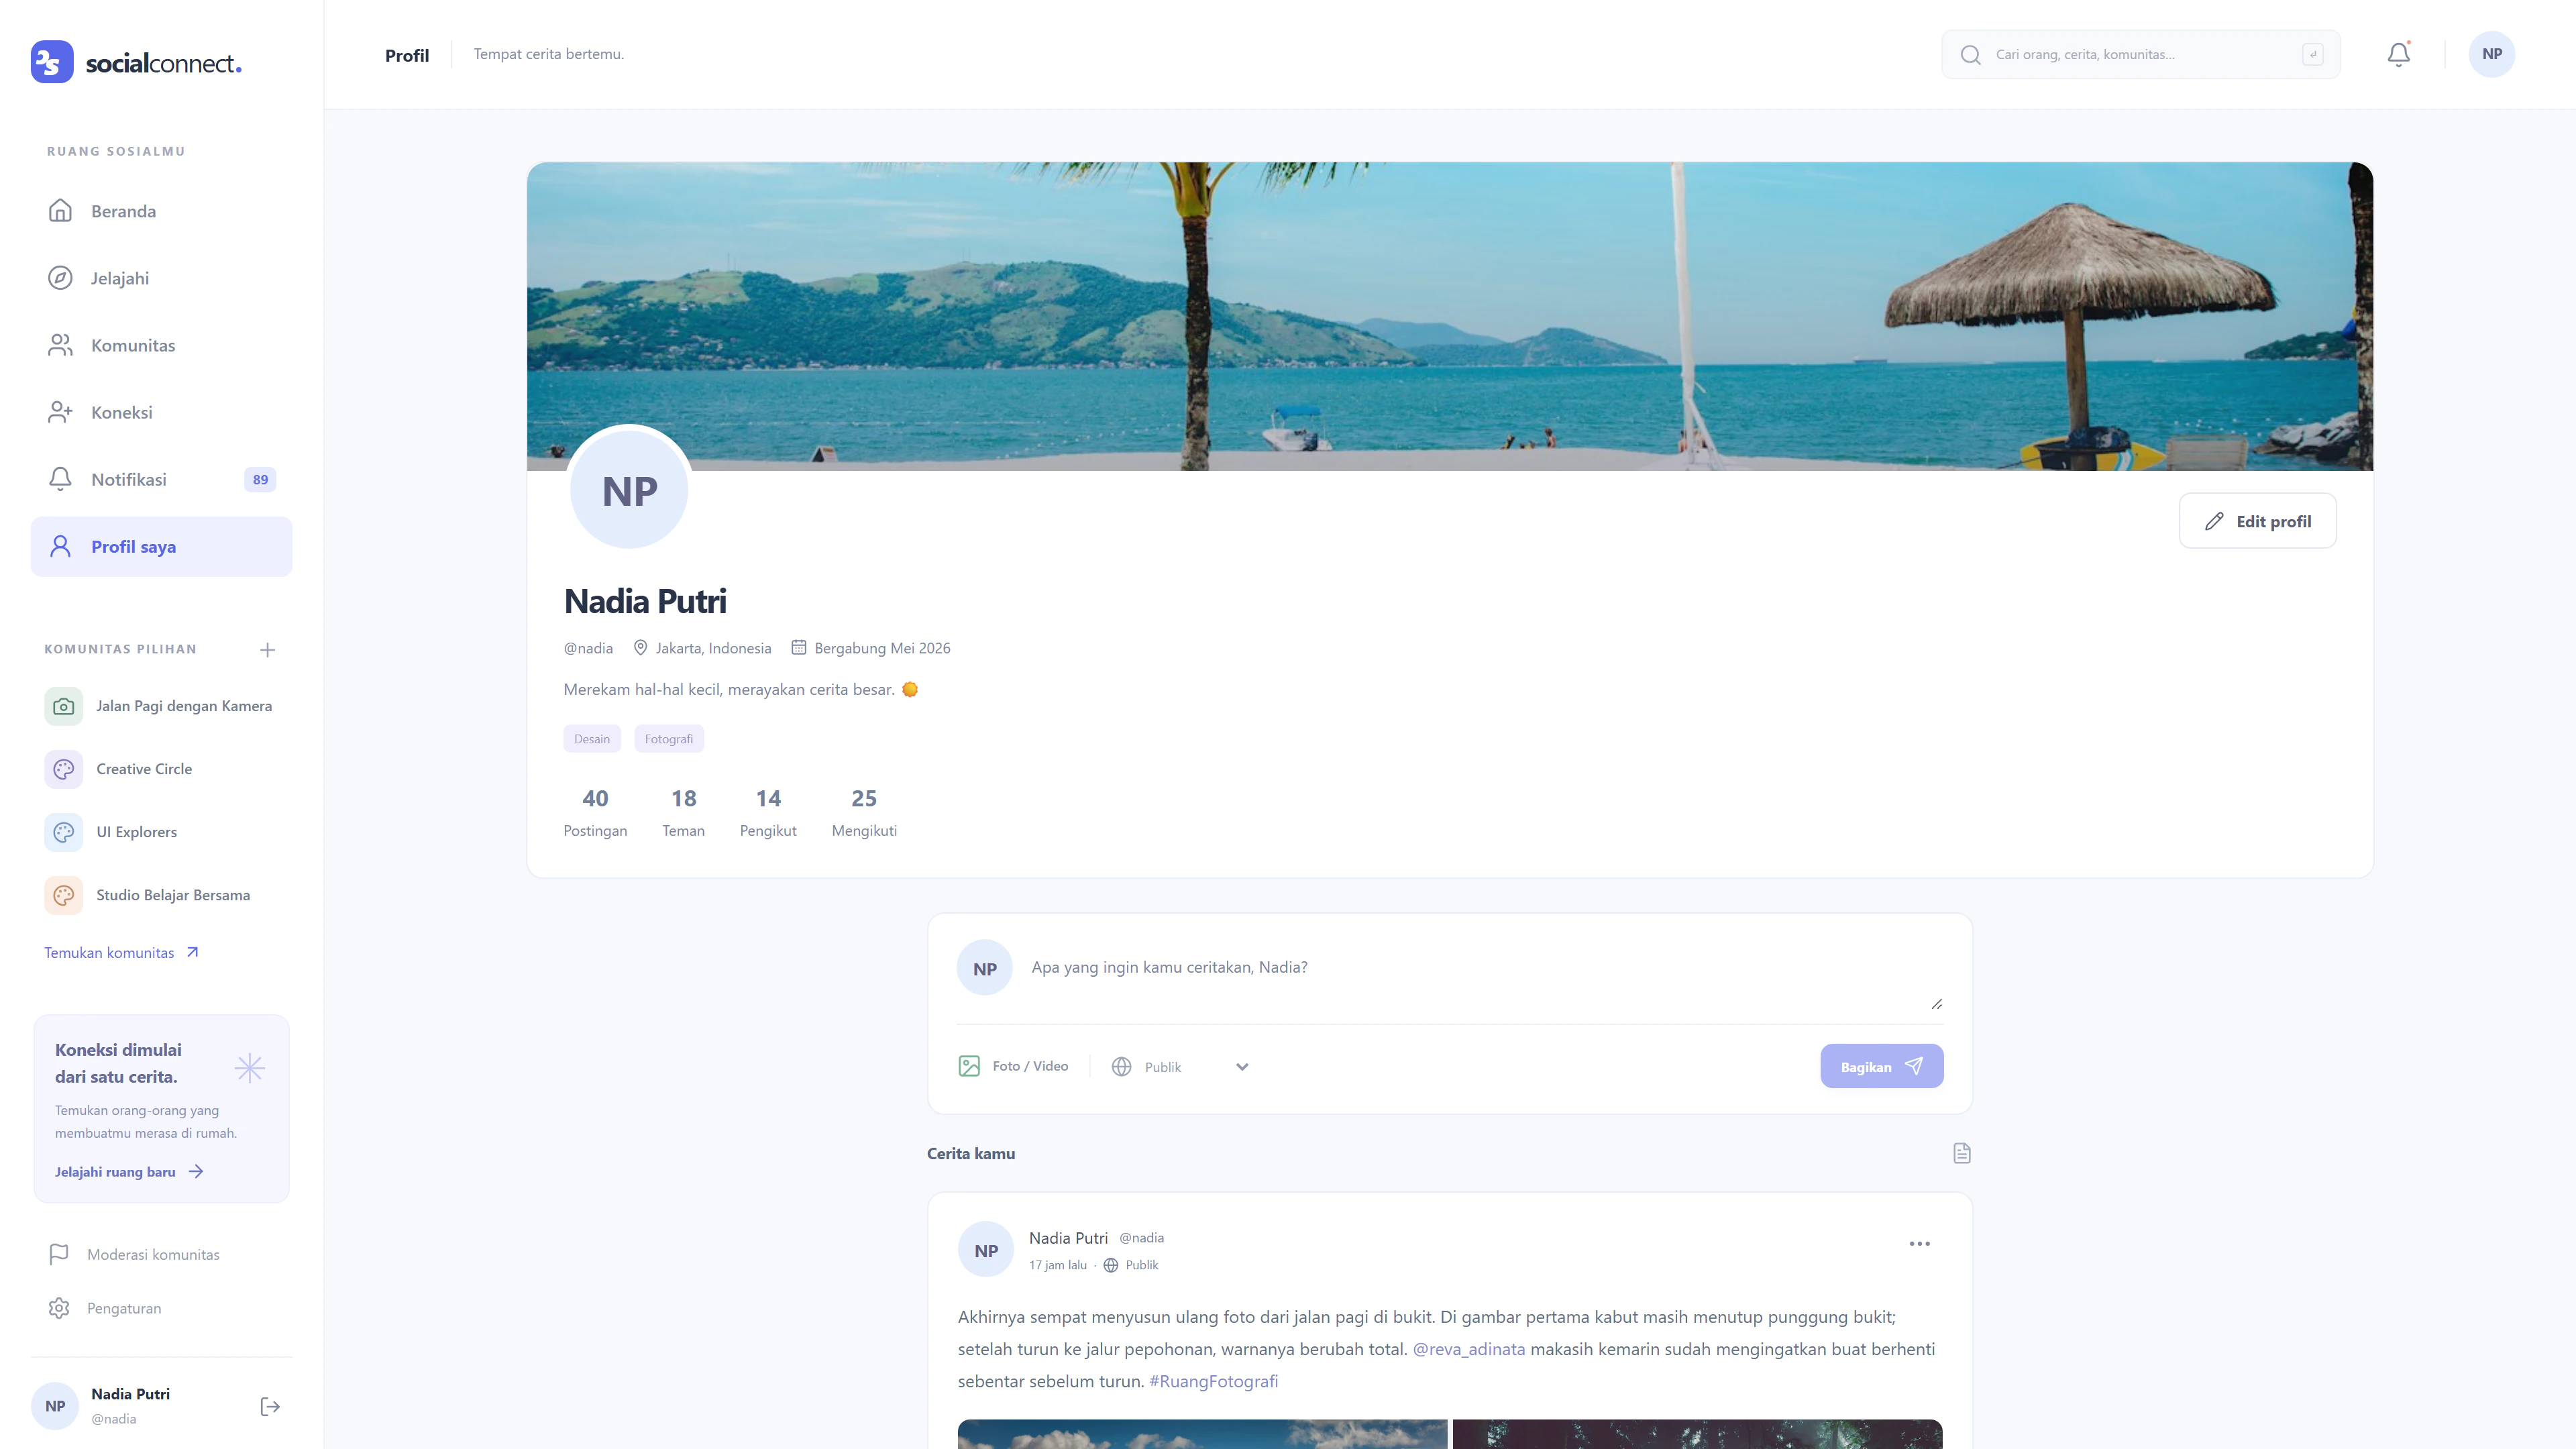 socialconnect.
RUANG SOSIALMU
Beranda
Jelajahi
Komunitas
Koneksi
Notifikasi 89
Profil saya
KOMUNITAS PILIHAN
Jalan Pagi dengan Kamera
Creative Circle
UI Explorers
Studio Belajar Bersama
Temukan komunitas
Koneksi dimulai
dari satu cerita.
Temukan orang-orang yang
membuatmu merasa di rumah.
Jelajahi ruang baru
Moderasi komunitas
Pengaturan
NP Nadia Putri
@nadia
Profil Tempat cerita bertemu.
Cari orang, cerita, komunitas...
NP
NP
Edit profil
Nadia Putri
@nadia Jakarta, Indonesia Bergabung Mei 2026
Merekam hal-hal kecil, merayakan cerita besar.
Desain Fotografi
40 18 14 25
Postingan Teman Pengikut Mengikuti
NP Apa yang ingin kamu ceritakan, Nadia?
Foto / Video Publik Bagikan
Cerita kamu
NP Nadia Putri @nadia
17 jam lalu · Publik
Akhirnya sempat menyusun ulang foto dari jalan pagi di bukit. Di gambar pertama kabut masih menutup punggung bukit;
setelah turun ke jalur pepohonan, warnanya berubah total. @reva_adinata makasih kemarin sudah mengingatkan buat berhenti
sebentar sebelum turun. #RuangFotografi